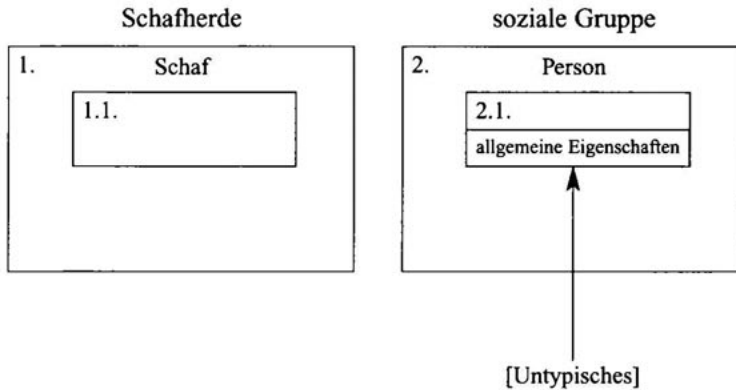 Schafherde
1. Schaf
1.1.
soziale Gruppe
2. Person
2.1.
allgemeine Eigenschaften
[Untypisches]